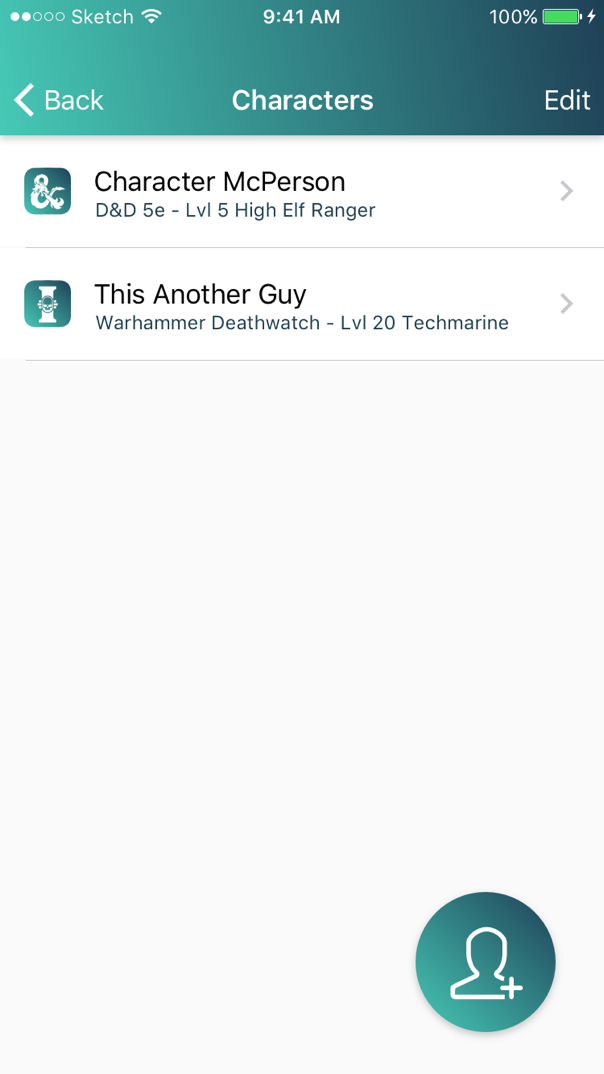 Sketch 9:41 AM 100%
Back Characters Edit
Character McPerson
D&D 5e - Lvl 5 High Elf Ranger
This Another Guy
Warhammer Deathwatch - Lvl 20 Techmarine